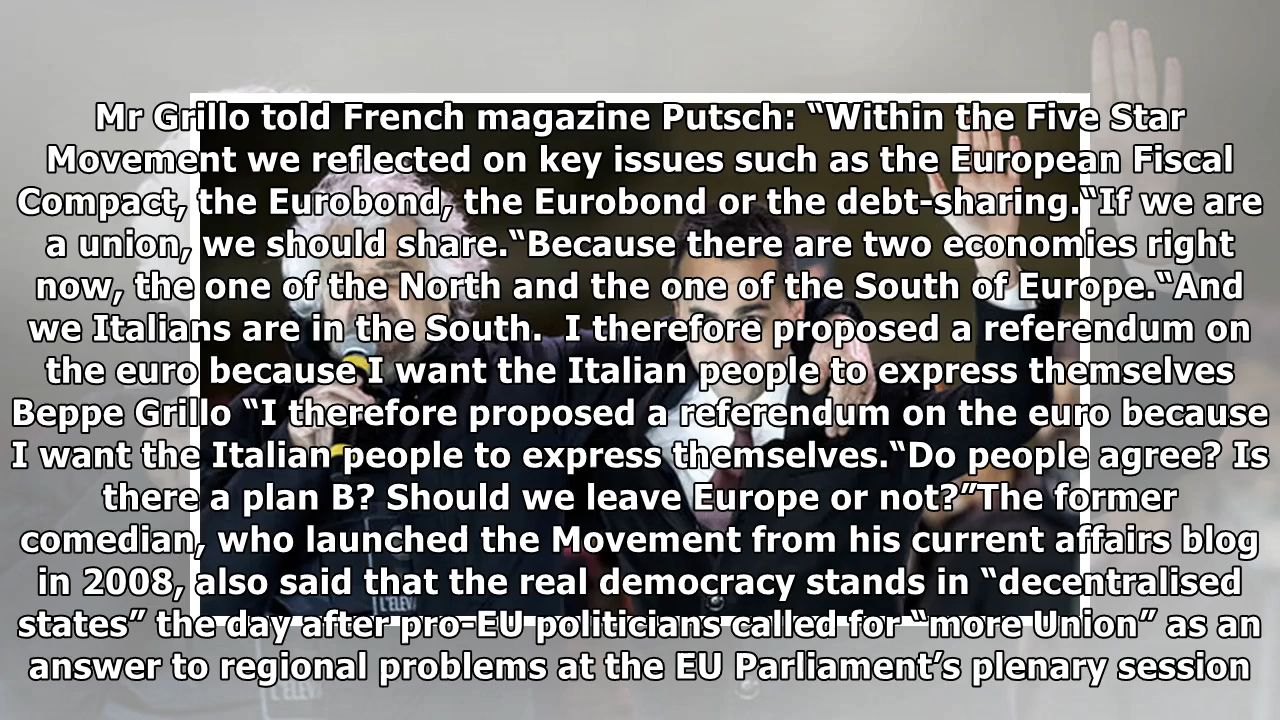 Mr Grillo told French magazine Putsch: “Within the Five Star
Movement we reflected on key issues such as the European Fiscal
Compact, the Eurobond, the Eurobond or the debt-sharing.“If we are
a union, we should share.“Because there are two economies right
now, the one of the North and the one of the South of Europe.“And
we Italians are in the South.  I therefore proposed a referendum on
the euro because I want the Italian people to express themselves
Beppe Grillo “I therefore proposed a referendum on the euro because
I want the Italian people to express themselves.“Do people agree? Is
there a plan B? Should we leave Europe or not?”The former
comedian, who launched the Movement from his current affairs blog
in 2008, also said that the real democracy stands in “decentralised
states” the day after pro-EU politicians called for “more Union” as an
answer to regional problems at the EU Parliament’s plenary session